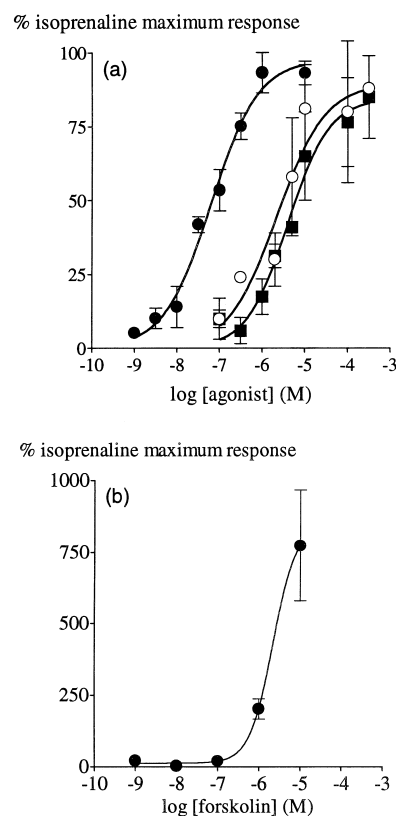 % isoprenaline maximum response
(a)
100
75
50
25
0
-10 -9 -8 -7 -6 -5 -4 -3
log [agonist] (M)
% isoprenaline maximum response
(b)
1000
750
500
250
0
-10 -9 -8 -7 -6 -5 -4 -3
log [forskolin] (M)